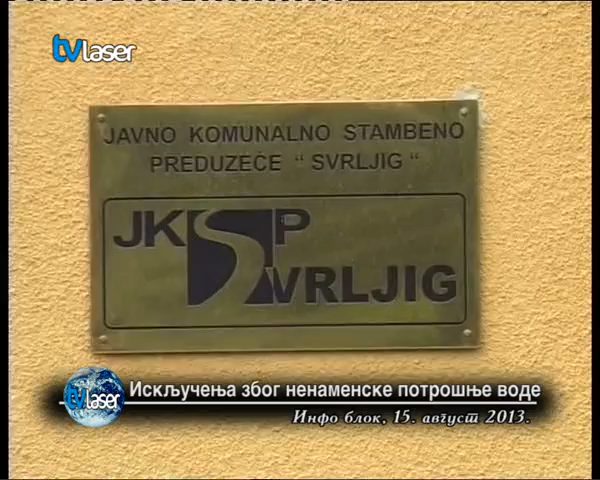 tvlaser
JAVNO KOMUNALNO STAMBENO
PREDUZEĆE " SVRLJIG "
JKSP
SVRLJIG
tvlaser
Искључења због ненаменске потрошње воде
Инфо блок, 15. август 2013.